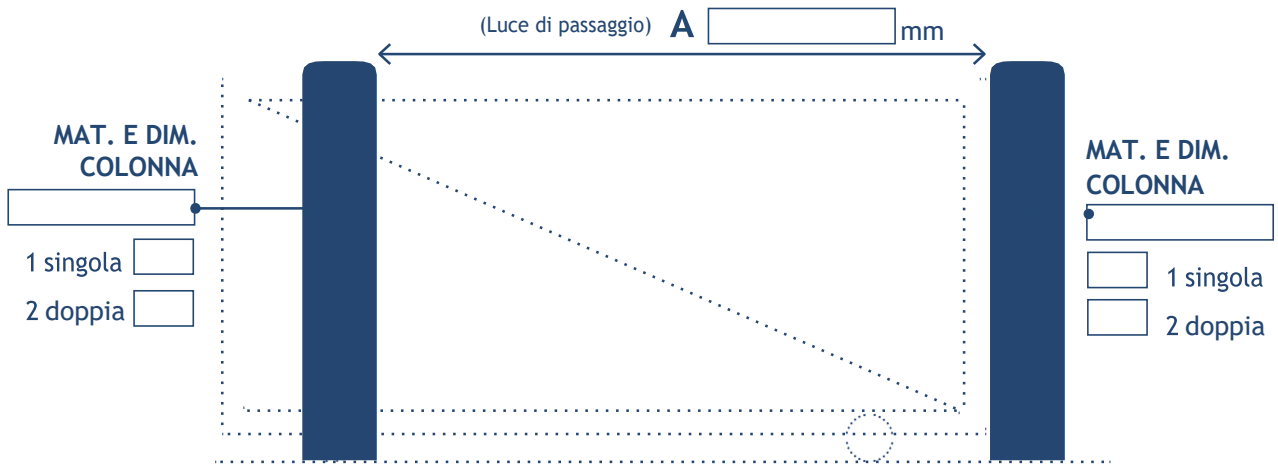 (Luce di passaggio) A mm
MAT. E DIM.
COLONNA
1 singola
2 doppia
MAT. E DIM.
COLONNA
1 singola
2 doppia